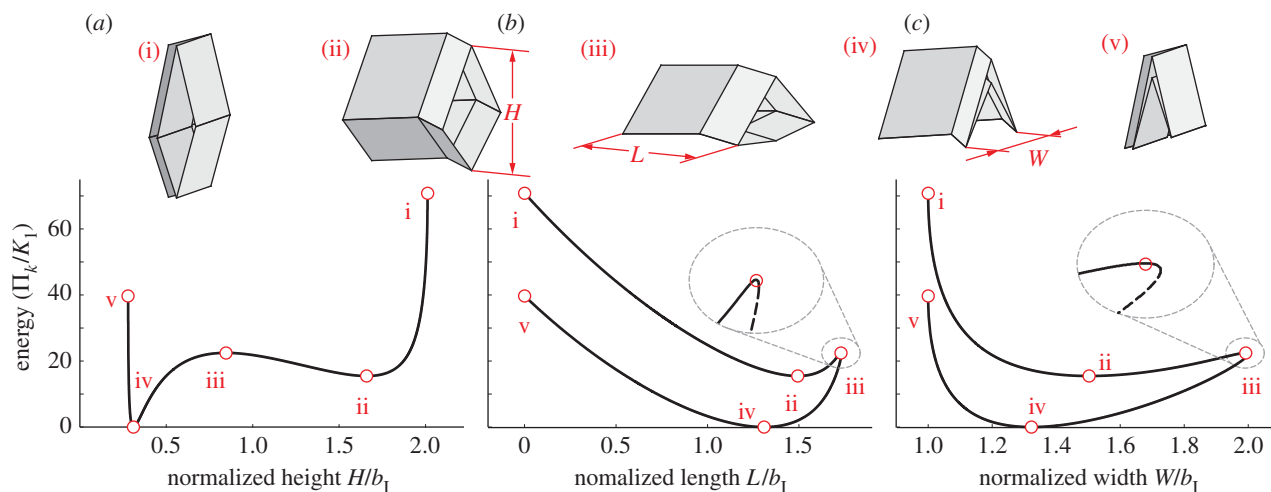 (a)
(b)
(c)
(i)
(ii)
(iii)
(iv)
(v)
H
L
W
energy (Π_k/K_1)
60
40
20
0
i
v
iv
iii
ii
0.5
1.0
1.5
2.0
normalized height H/b_I
i
v
iv
ii
iii
0
0.5
1.0
1.5
nomalized length L/b_I
i
v
ii
iv
iii
1.0
1.2
1.4
1.6
1.8
2.0
normalized width W/b_I